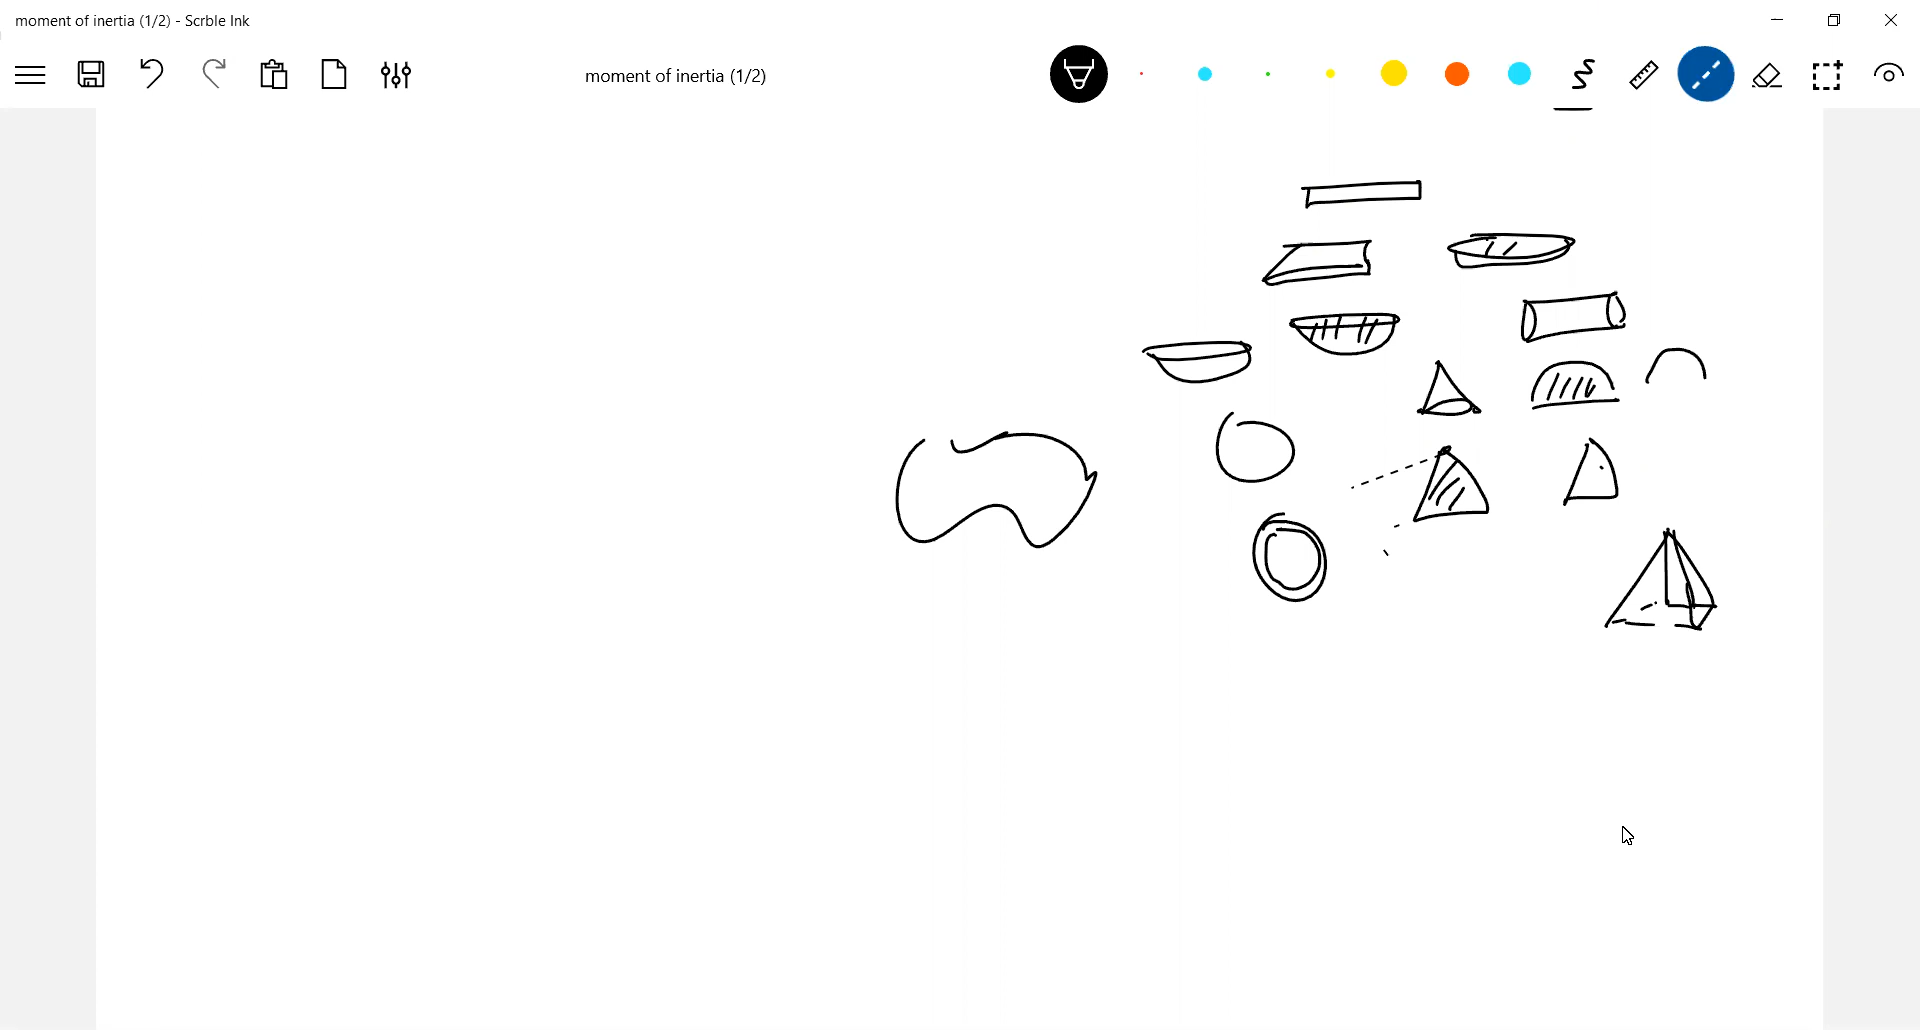 moment of inertia (1/2) - Scrble Ink
moment of inertia (1/2)